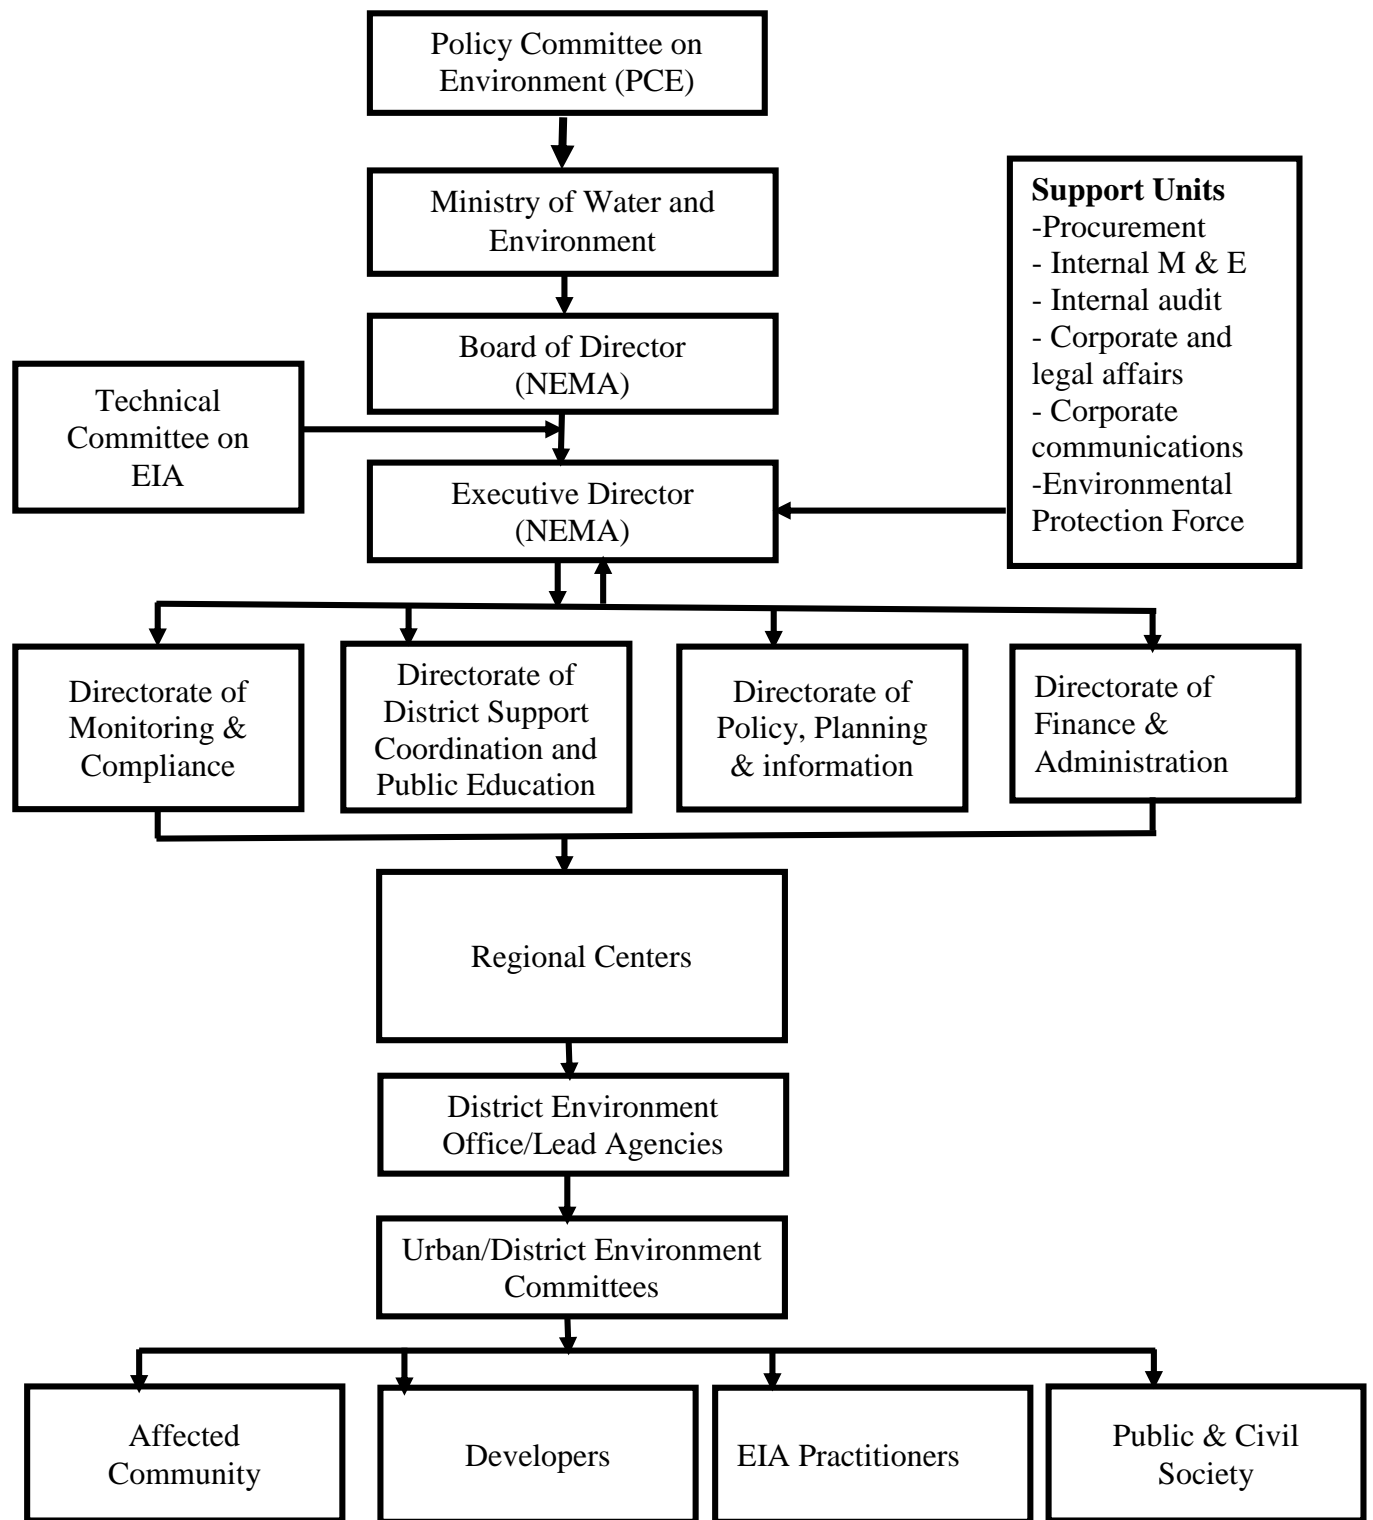 Policy Committee on
Environment (PCE)
Ministry of Water and
Environment
Support Units
-Procurement
- Internal M & E
- Internal audit
- Corporate and
legal affairs
- Corporate
communications
-Environmental
Protection Force
Board of Director
(NEMA)
Technical
Committee on
EIA
Executive Director
(NEMA)
Directorate of
Monitoring &
Compliance
Directorate of
District Support
Coordination and
Public Education
Directorate of
Policy, Planning
& information
Directorate of
Finance &
Administration
Regional Centers
District Environment
Office/Lead Agencies
Urban/District Environment
Committees
Affected
Community
Developers
EIA Practitioners
Public & Civil
Society